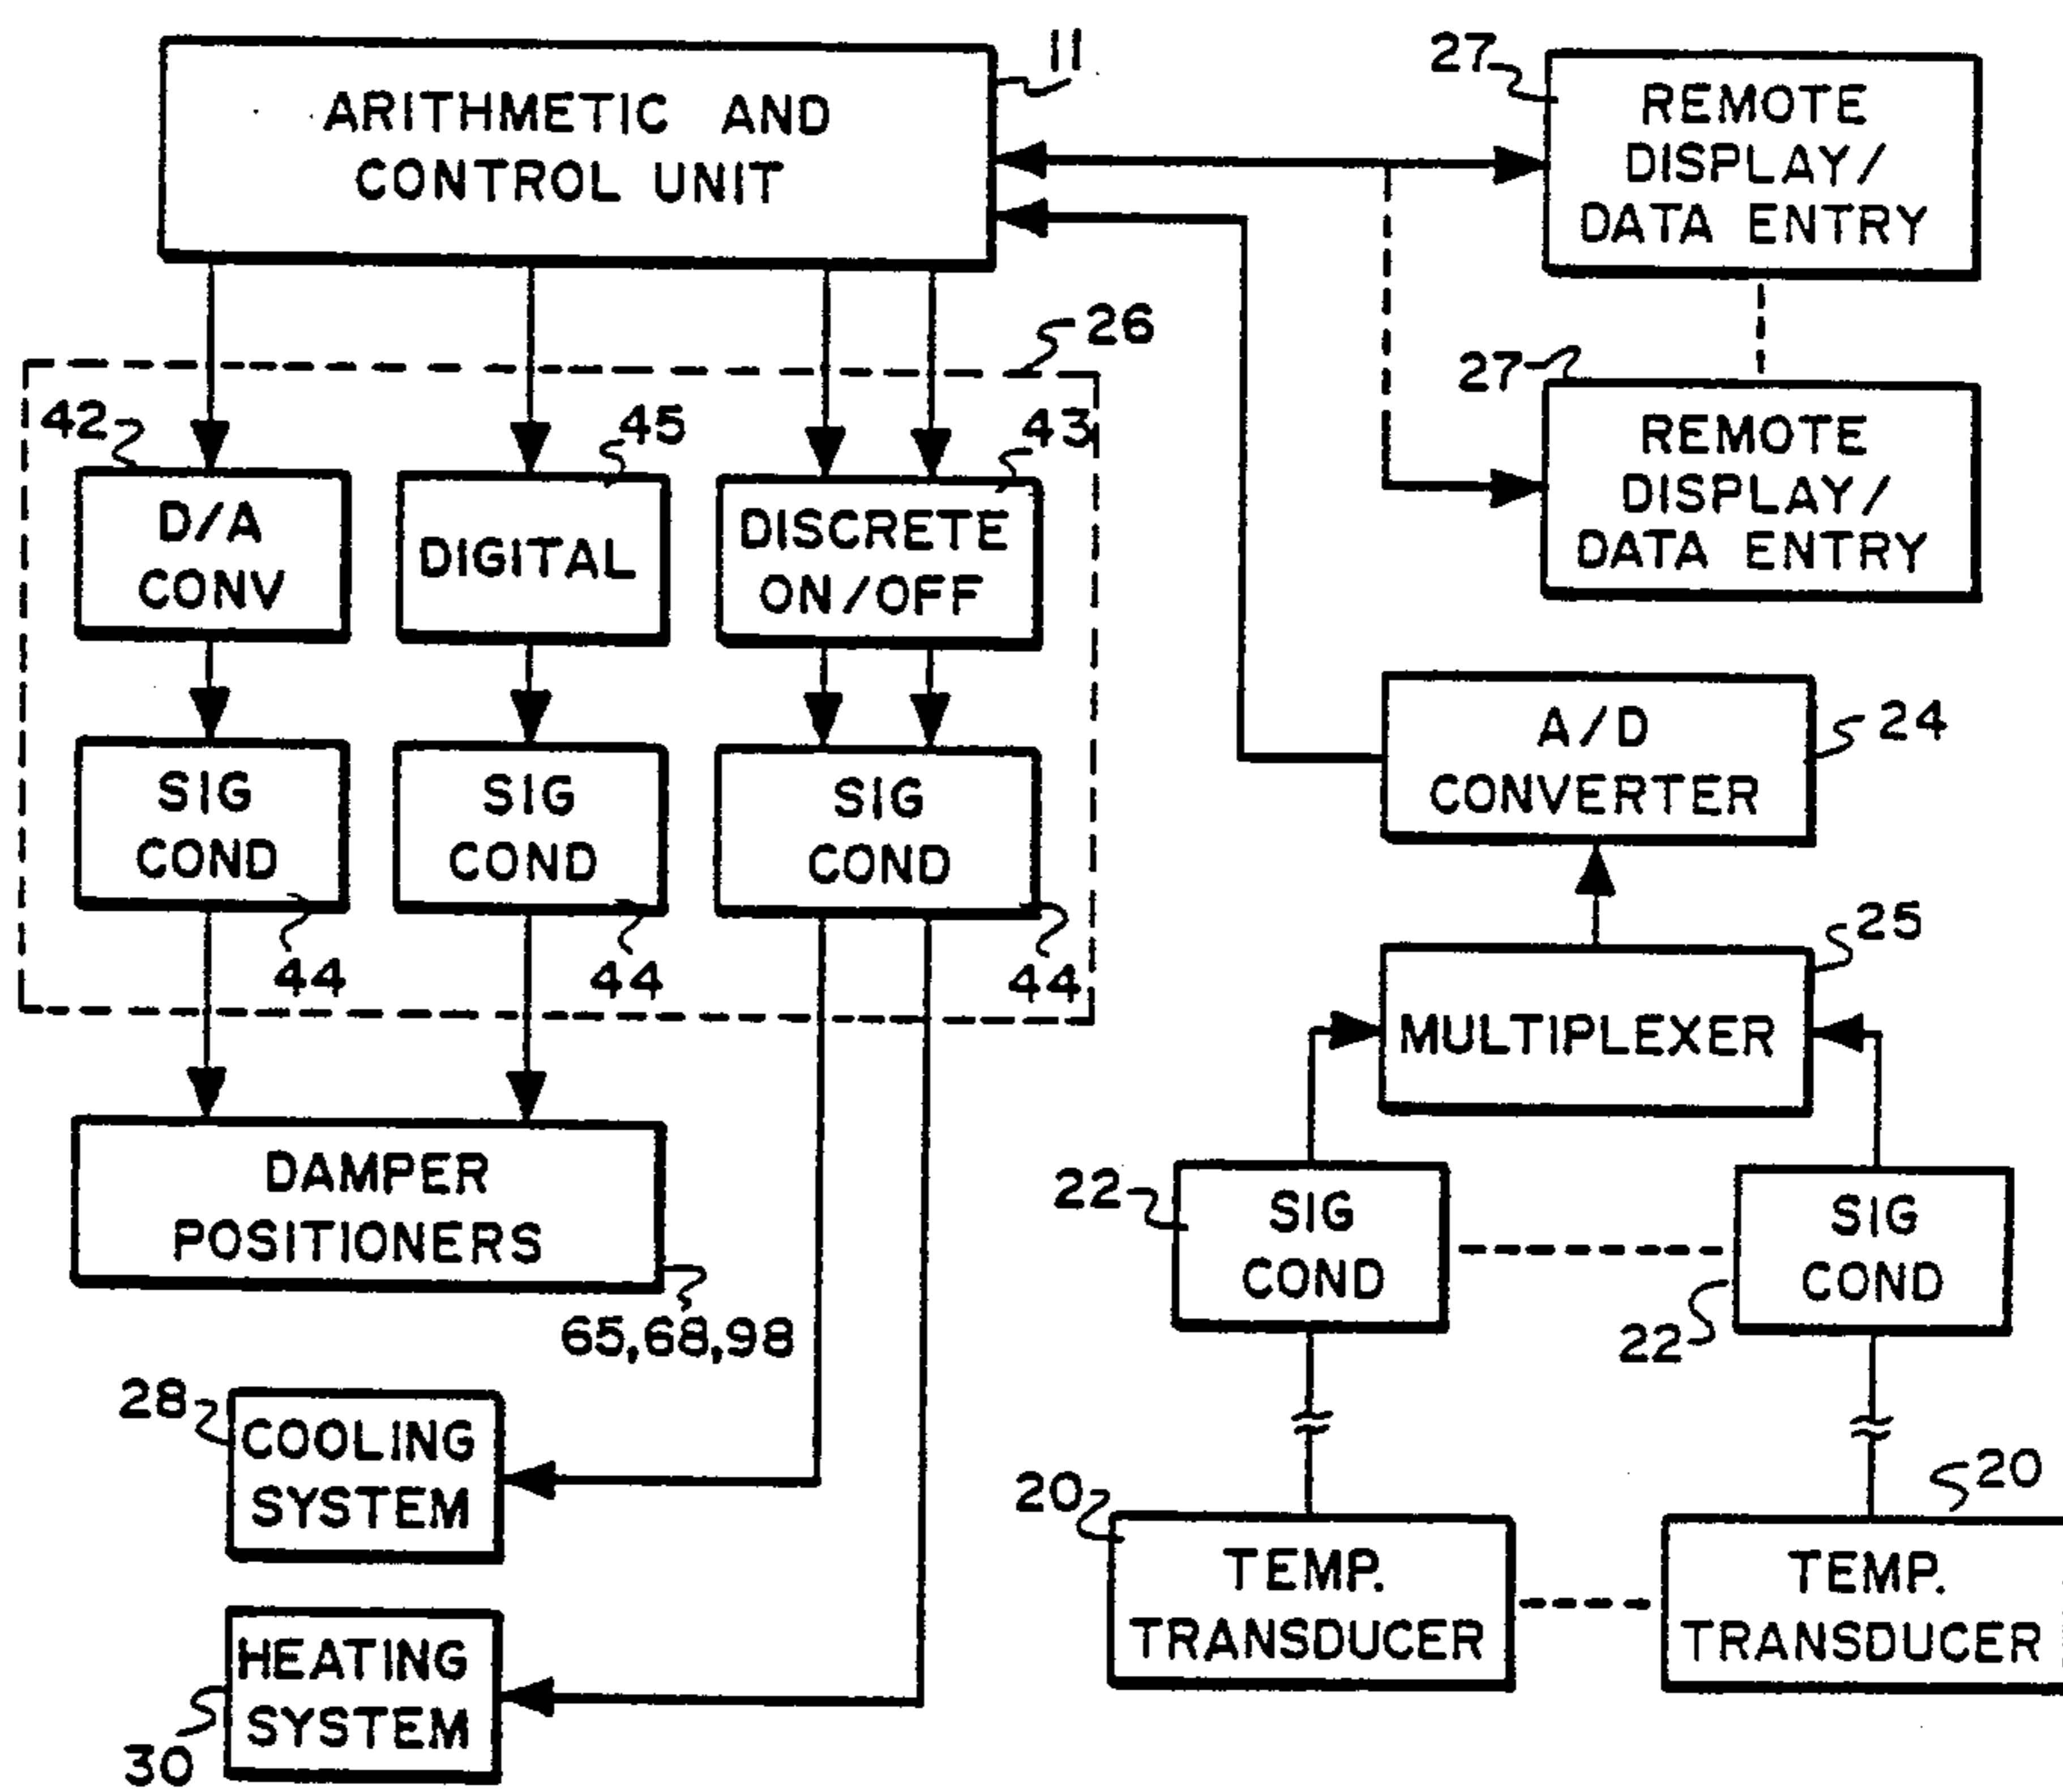 ARITHMETIC AND
CONTROL UNIT
11
27
REMOTE
DISPLAY/
DATA ENTRY
26
27
REMOTE
DISPLAY/
DATA ENTRY
42
D/A
CONV
45
DIGITAL
43
DISCRETE
ON/OFF
SIG
COND
44
SIG
COND
44
SIG
COND
44
A/D
CONVERTER
24
25
MULTIPLEXER
DAMPER
POSITIONERS
65,68,98
22
SIG
COND
SIG
COND
22
28
COOLING
SYSTEM
20
TEMP.
TRANSDUCER
20
TEMP.
TRANSDUCER
HEATING
SYSTEM
30